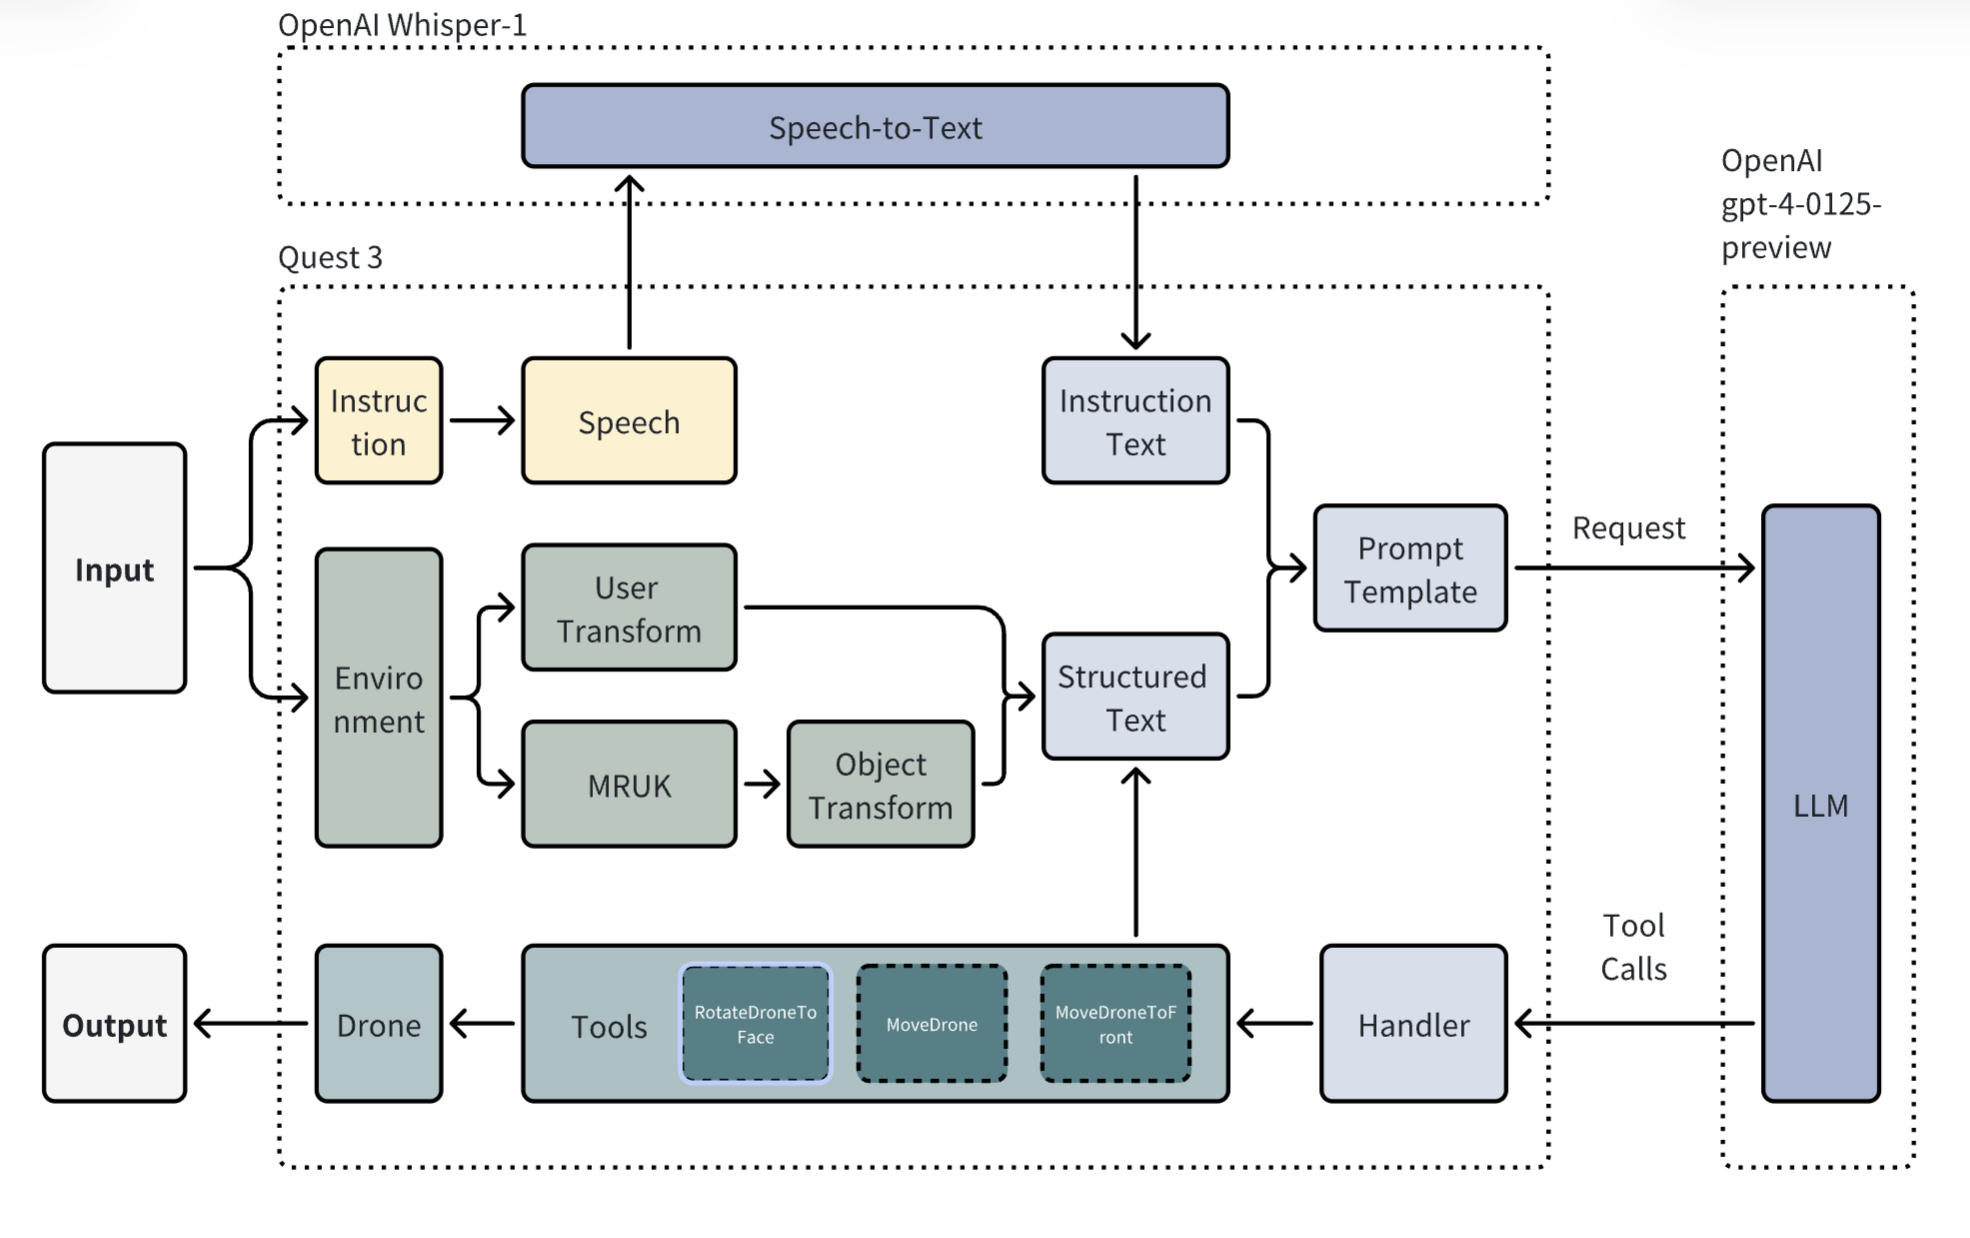 OpenAI Whisper-1
Speech-to-Text
OpenAI
gpt-4-0125-
preview
Quest 3
Instruc
tion
Speech
Instruction
Text
Input
Enviro
nment
User
Transform
MRUK
Object
Transform
Structured
Text
Prompt
Template
Request
LLM
Tool
Calls
Output
Drone
Tools
RotateDroneTo
Face
MoveDrone
MoveDroneToF
ront
Handler